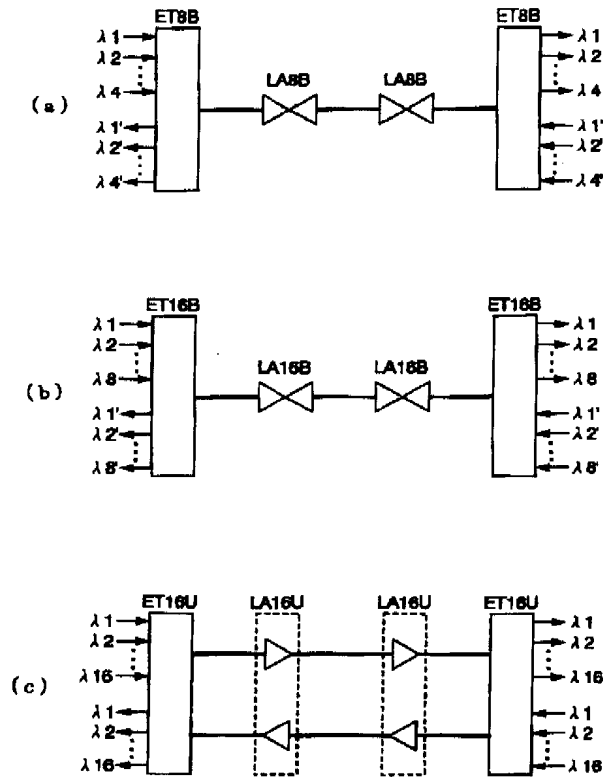 ET8B ET8B
λ1 λ1
λ2 LA8B LA8B λ2
λ4 λ4
(a)
λ1' λ1'
λ2' λ2'
λ4' λ4'
ET16B ET16B
λ1 λ1
λ2 LA16B LA16B λ2
λ8 λ8
(b)
λ1' λ1'
λ2' λ2'
λ8' λ8'
ET16U LA16U LA16U ET16U
λ1 λ1
λ2 λ2
λ16 λ16
(c)
λ1 λ1
λ2 λ2
λ16 λ16